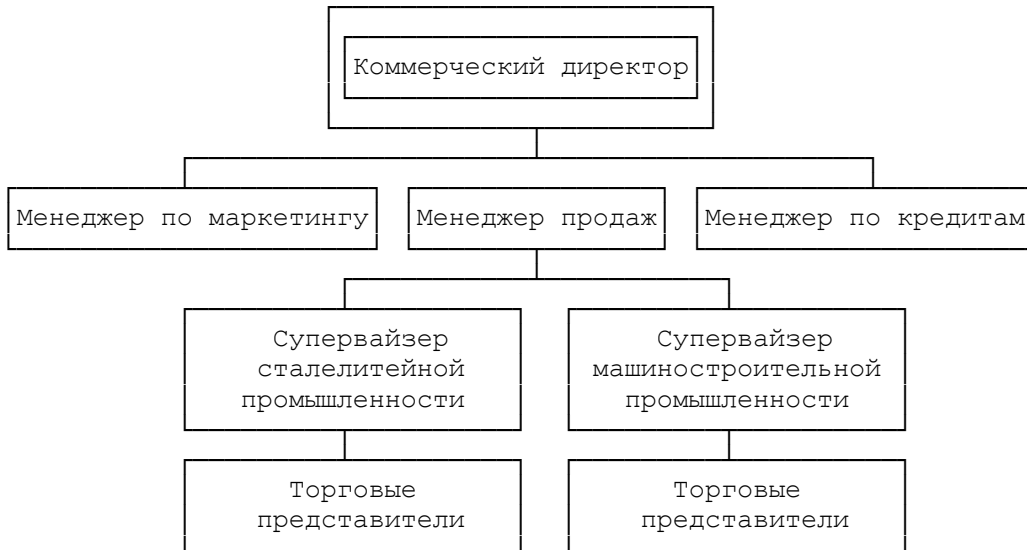 Коммерческий директор
Менеджер по маркетингу
Менеджер продаж
Менеджер по кредитам
Супервайзер
сталелитейной
промышленности
Супервайзер
машиностроительной
промышленности
Торговые
представители
Торговые
представители